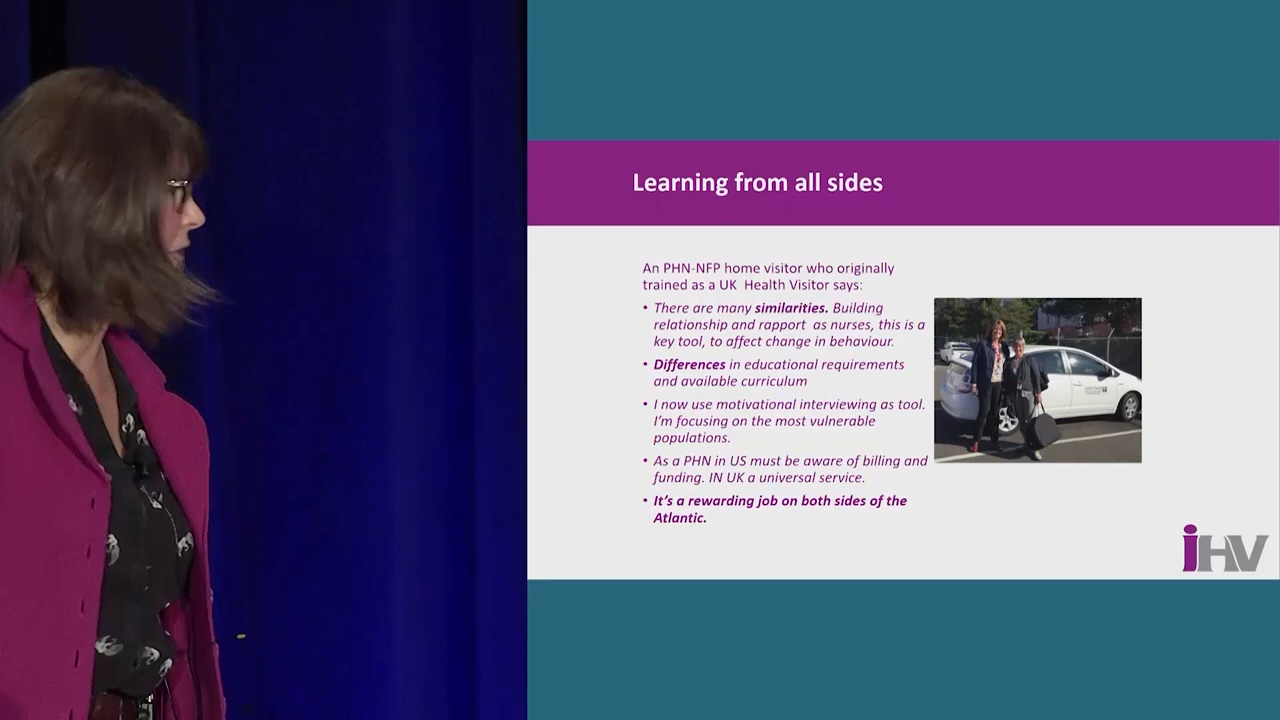 Learning from all sides
An PHN-NFP home visitor who originally
trained as a UK Health Visitor says:
• There are many similarities. Building
relationship and rapport as nurses, this is a
key tool, to affect change in behaviour.
• Differences in educational requirements
and available curriculum
• I now use motivational interviewing as tool.
I'm focusing on the most vulnerable
populations.
• As a PHN in US must be aware of billing and
funding. IN UK a universal service.
• It's a rewarding job on both sides of the
Atlantic.
iHV